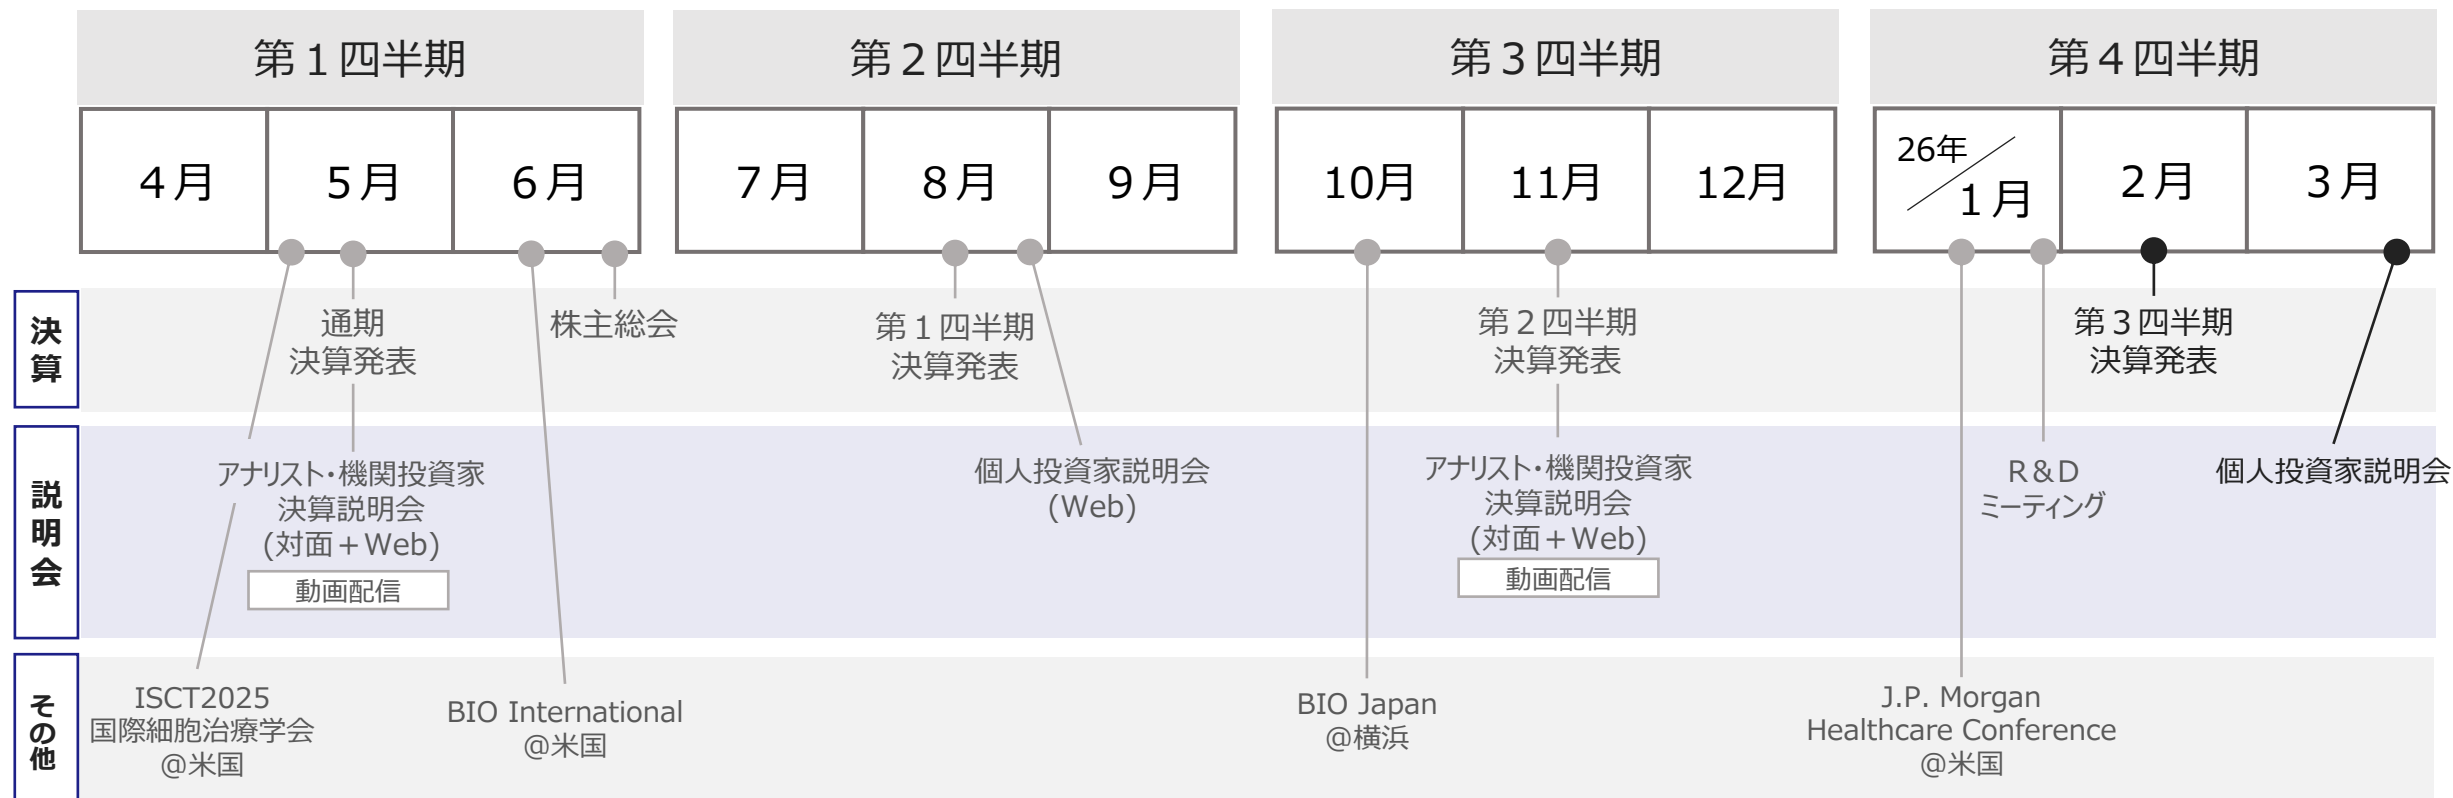 第１四半期
第２四半期
第３四半期
第４四半期
４月
５月
６月
７月
８月
９月
10月
11月
12月
26年
１月
２月
３月
決算
通期
決算発表
株主総会
第１四半期
決算発表
第２四半期
決算発表
第３四半期
決算発表
説明会
アナリスト・機関投資家
決算説明会
(対面＋Web)
動画配信
個人投資家説明会
(Web)
アナリスト・機関投資家
決算説明会
(対面＋Web)
動画配信
R＆D
ミーティング
個人投資家説明会
その他
ISCT2025
国際細胞治療学会
@米国
BIO International
@米国
BIO Japan
@横浜
J.P. Morgan
Healthcare Conference
@米国